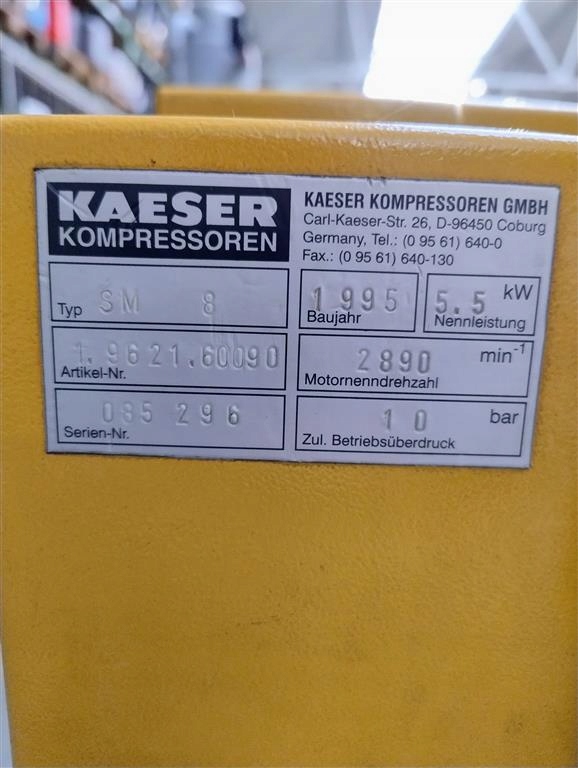 KAESER
KOMPRESSOREN
KAESER KOMPRESSOREN GMBH
Carl-Kaeser-Str. 26, D-96450 Coburg
Germany, Tel.: (0 95 61) 640-0
Fax.: (0 95 61) 640-130
Typ SM 8
1995 Baujahr
5.5 kW Nennleistung
1.9621.60090
Artikel-Nr.
2890 min-1
Motornenndrehzahl
085 296
Serien-Nr.
10 bar
Zul. Betriebsüberdruck